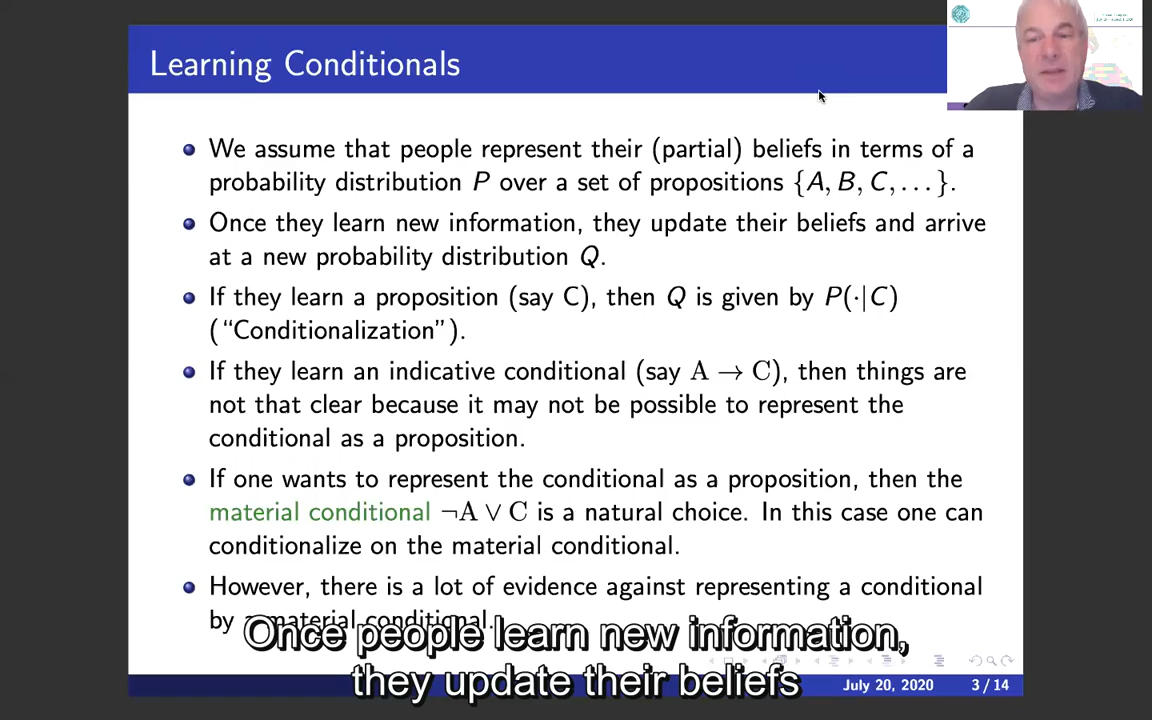 Learning Conditionals
We assume that people represent their (partial) beliefs in terms of a
probability distribution P over a set of propositions {A, B, C, . . . }.
Once they learn new information, they update their beliefs and arrive
at a new probability distribution Q.
If they learn a proposition (say C), then Q is given by P(·|C)
(“Conditionalization”).
If they learn an indicative conditional (say A → C), then things are
not that clear because it may not be possible to represent the
conditional as a proposition.
If one wants to represent the conditional as a proposition, then the
material conditional ¬A ∨ C is a natural choice. In this case one can
conditionalize on the material conditional.
However, there is a lot of evidence against representing a conditional
by a material conditional.
Once people learn new information,
they update their beliefs
July 20, 2020 3 / 14